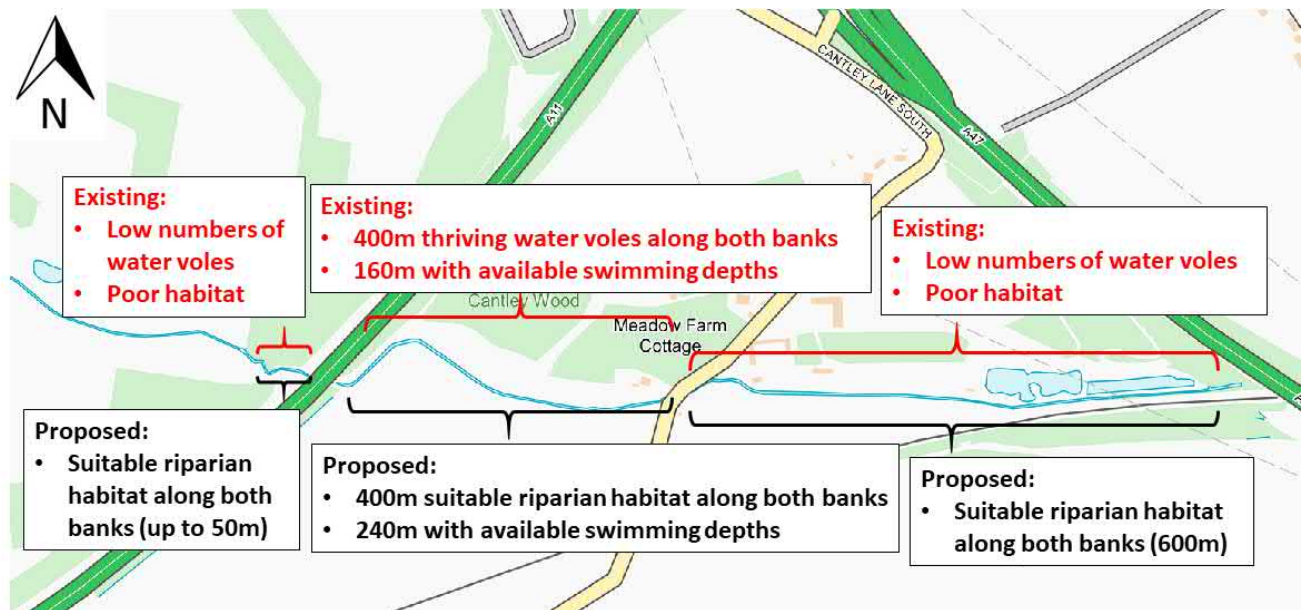 N
A11
CANTLEY LANE SOUTH
A47
Existing:
• Low numbers of
water voles
• Poor habitat
Existing:
• 400m thriving water voles along both banks
• 160m with available swimming depths
Existing:
• Low numbers of water voles
• Poor habitat
Cantley Wood
Meadow Farm
Cottage
Proposed:
• Suitable riparian
habitat along both
banks (up to 50m)
Proposed:
• 400m suitable riparian habitat along both banks
• 240m with available swimming depths
Proposed:
• Suitable riparian habitat
along both banks (600m)